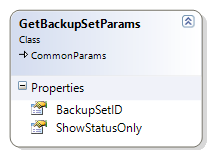 GetBackupSetParams
Class
CommonParams
Properties
BackupSetID
ShowStatusOnly